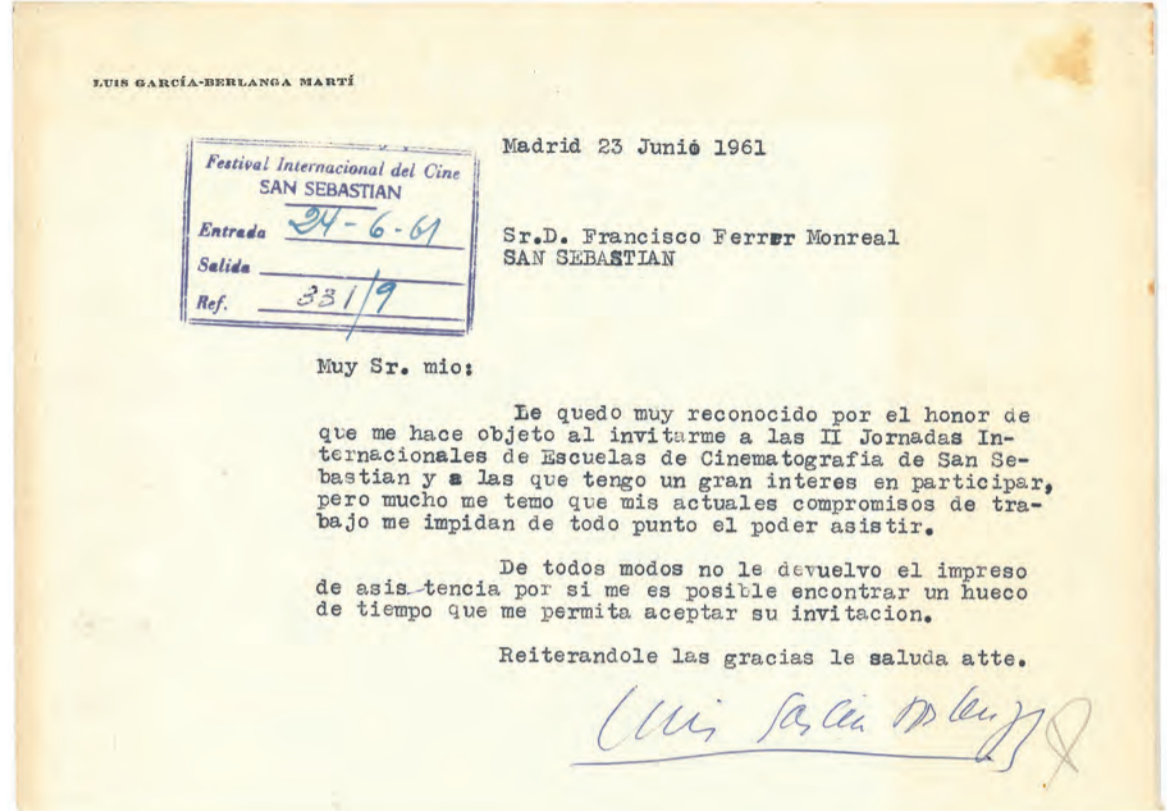 LUIS GARCÍA-BERLANGA MARTÍ
Madrid 23 Junio 1961
Festival Internacional del Cine
SAN SEBASTIAN
Entrada 24-6-61
Salida
Ref. 331/9
Sr.D. Francisco Ferrer Monreal
SAN SEBASTIAN
Muy Sr. mio:
Le quedo muy reconocido por el honor de
que me hace objeto al invitarme a las II Jornadas In-
ternacionales de Escuelas de Cinematografia de San Se-
bastian y a las que tengo un gran interes en participar,
pero mucho me temo que mis actuales compromisos de tra-
bajo me impidan de todo punto el poder asistir.
De todos modos no le devuelvo el impreso
de asis tencia por si me es posible encontrar un hueco
de tiempo que me permita aceptar su invitacion.
Reiterandole las gracias le saluda atte.
Luis García Berlanga